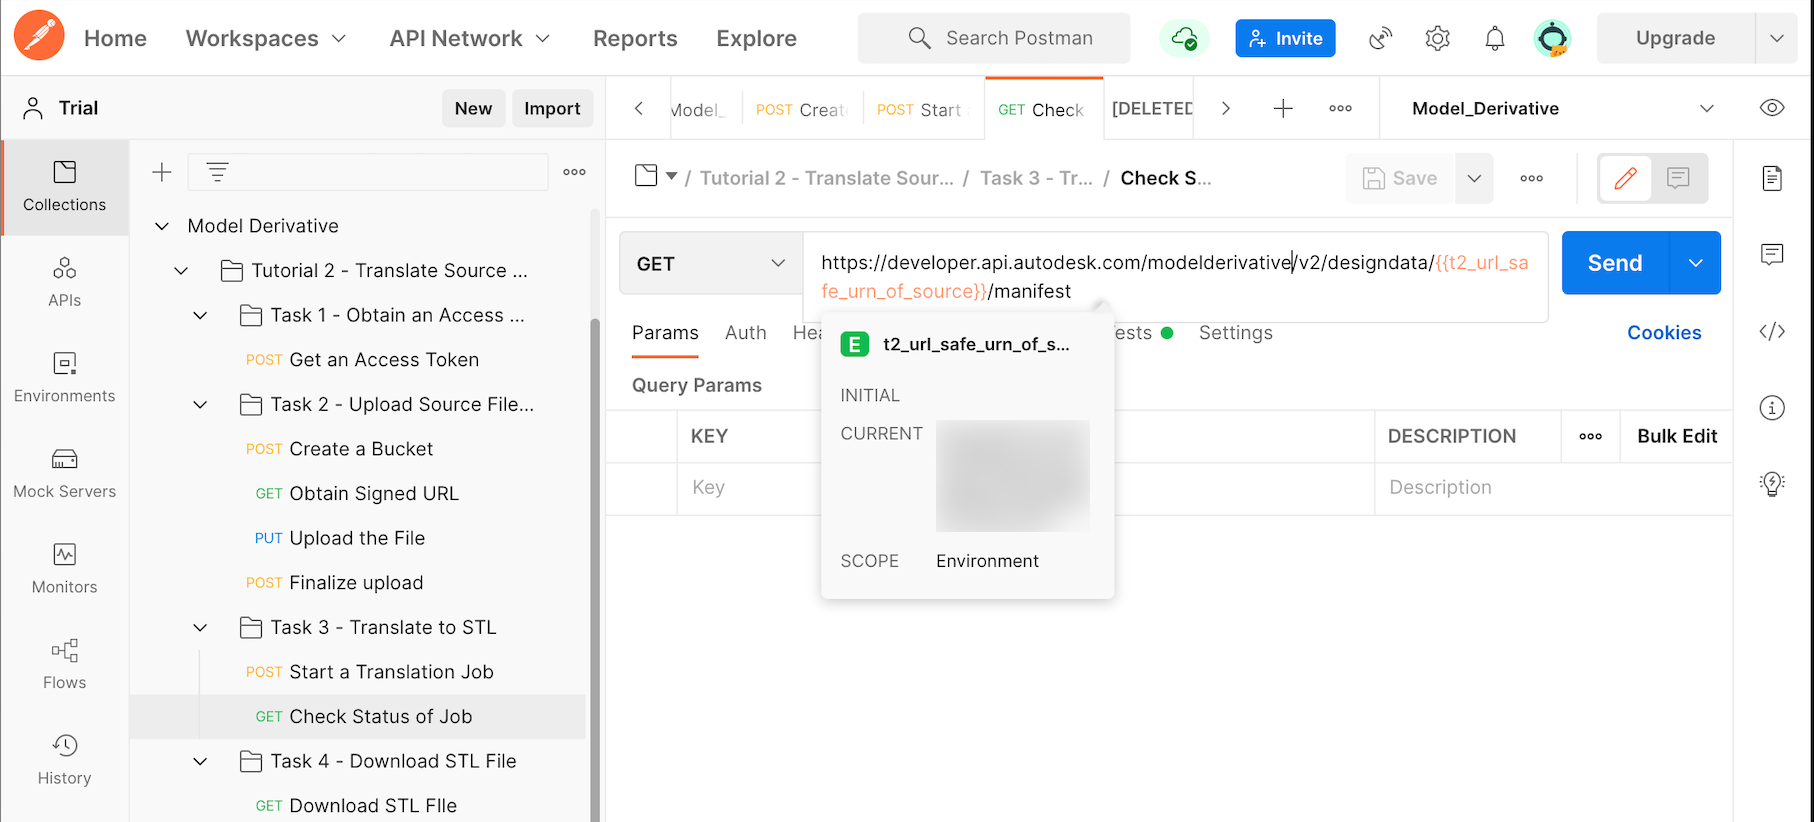 Home Workspaces API Network Reports Explore Search Postman Invite Upgrade
Trial New Import
Model_ POST Creat POST Start GET Check [DELETED Model_Derivative
Collections
APIs
Environments
Mock Servers
Monitors
Flows
History
Model Derivative
Tutorial 2 - Translate Source ...
Task 1 - Obtain an Access ...
POST Get an Access Token
Task 2 - Upload Source File...
POST Create a Bucket
GET Obtain Signed URL
PUT Upload the File
POST Finalize upload
Task 3 - Translate to STL
POST Start a Translation Job
GET Check Status of Job
Task 4 - Download STL File
GET Download STL FIle
/ Tutorial 2 - Translate Sour... / Task 3 - Tr... / Check S... Save
GET https://developer.api.autodesk.com/modelderivative/v2/designdata/{{t2_url_sa
fe_urn_of_source}}/manifest
Send
Params Auth Hea ests Settings Cookies
E t2_url_safe_urn_of_s...
INITIAL
CURRENT
SCOPE Environment
Query Params
KEY DESCRIPTION Bulk Edit
Key Description